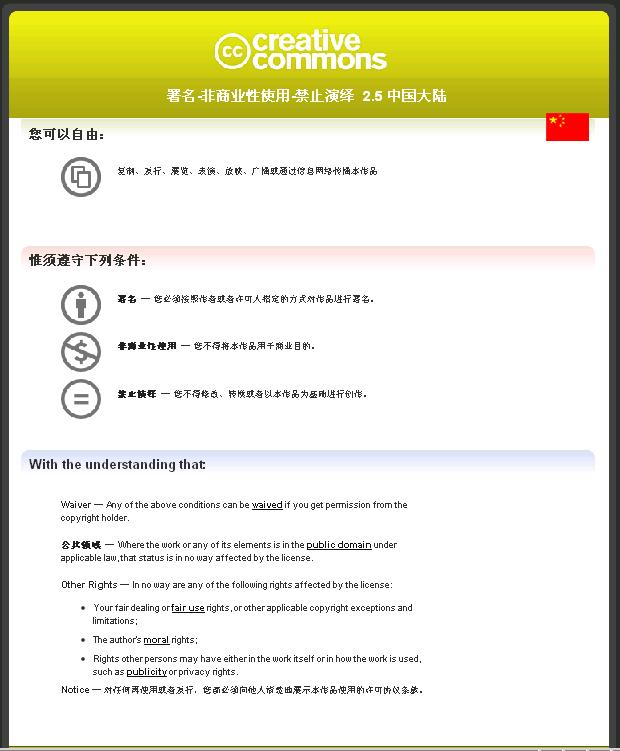 cc creative
commons
署名-非商业性使用-禁止演绎 2.5 中国大陆
您可以自由:
复制、发行、展览、表演、放映、广播或通过信息网络传播本作品
惟须遵守下列条件:
署名 — 您必须按照作者或者许可人指定的方式对作品进行署名。
非商业性使用 — 您不得将本作品用于商业目的。
禁止演绎 — 您不得修改、转换或者以本作品为基础进行创作。
With the understanding that:
Waiver — Any of the above conditions can be waived if you get permission from the
copyright holder.
公共领域 — Where the work or any of its elements is in the public domain under
applicable law, that status is in no way affected by the license.
Other Rights — In no way are any of the following rights affected by the license:
• Your fair dealing or fair use rights, or other applicable copyright exceptions and
limitations;
• The author's moral rights;
• Rights other persons may have either in the work itself or in how the work is used,
such as publicity or privacy rights.
Notice — 对任何再使用或者发行，您都必须向他人清楚地展示本作品使用的许可协议条款。